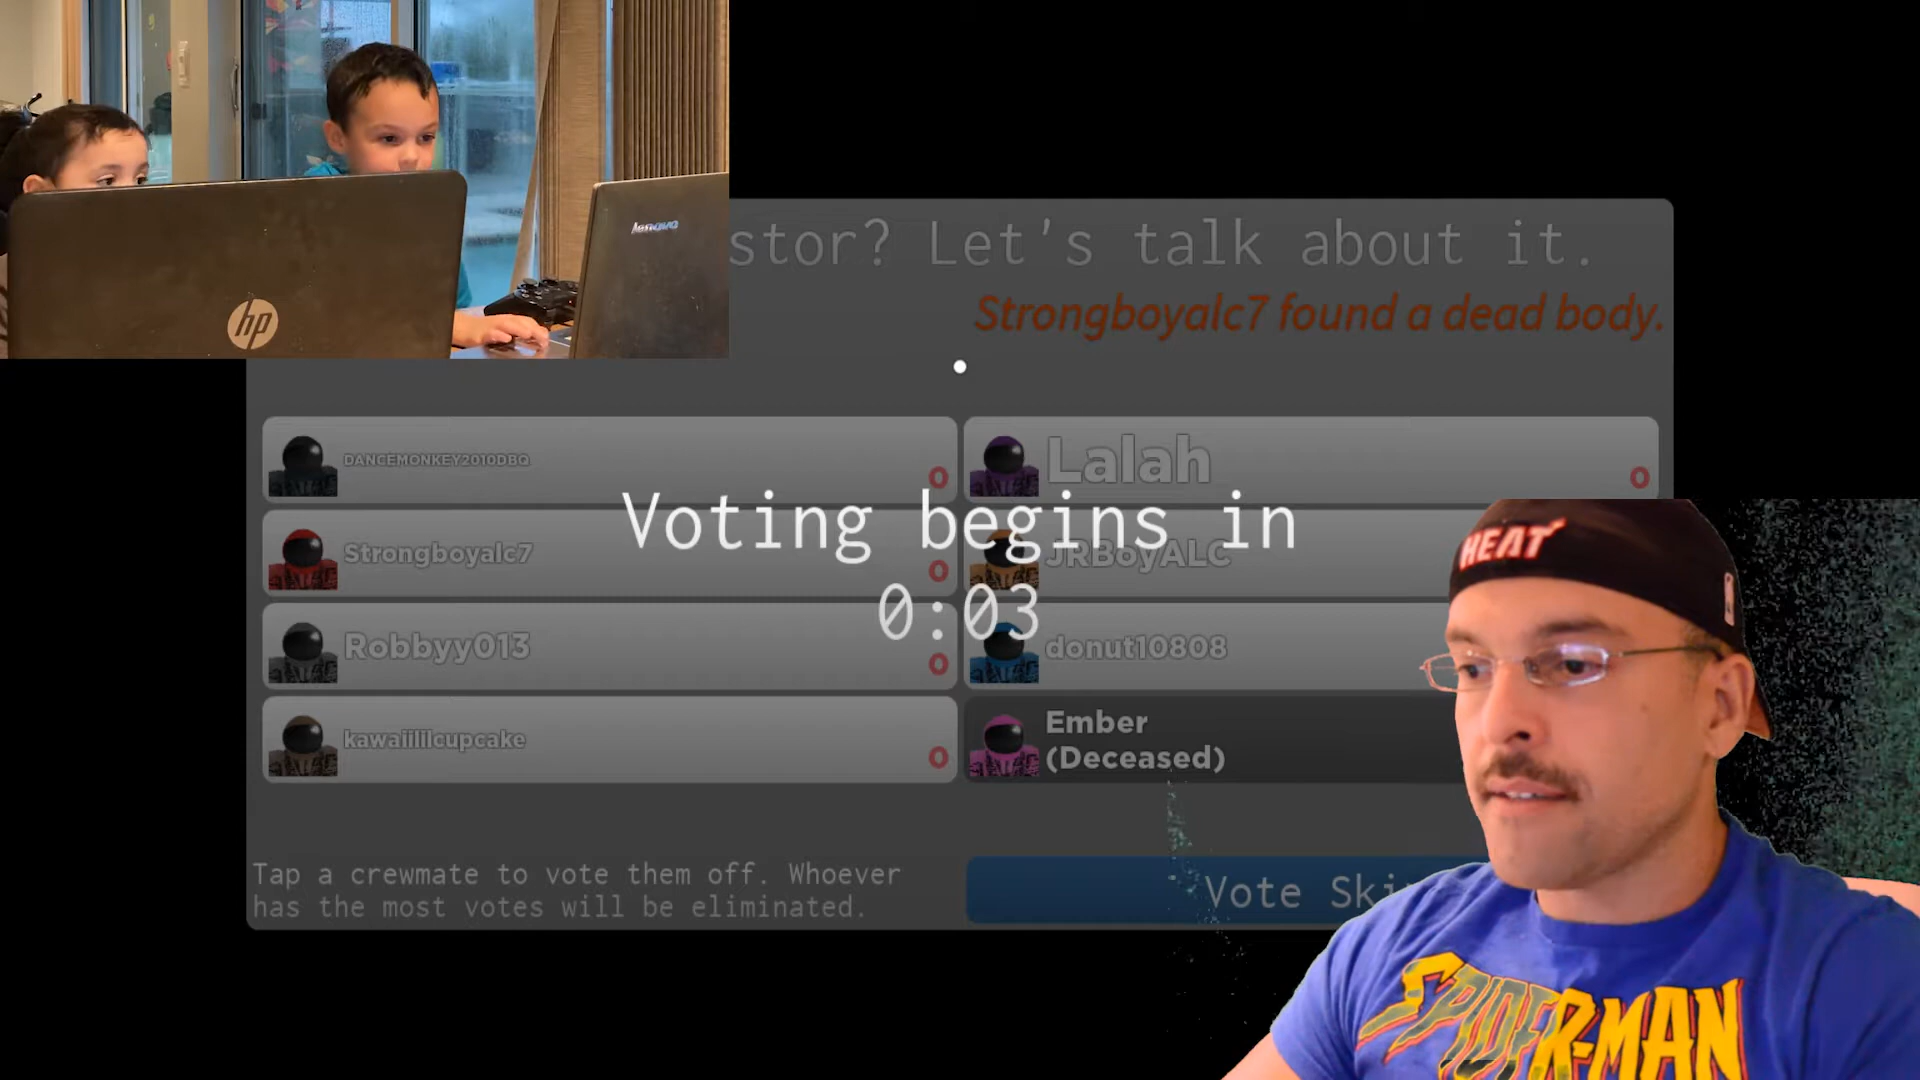 hp
lenovo
stor? Let's talk about it.
Strongboyalc7 found a dead body.
DANCEMONKEY2010DBQ
0
Lalah
0
Voting begins in
0:03
Strongboyalc7
0
JRBoyALC
Robbyy013
0
donut10808
kawaiililcupcake
0
Ember
(Deceased)
Tap a crewmate to vote them off. Whoever
has the most votes will be eliminated.
Vote Ski
HEAT
SPIDER-MAN